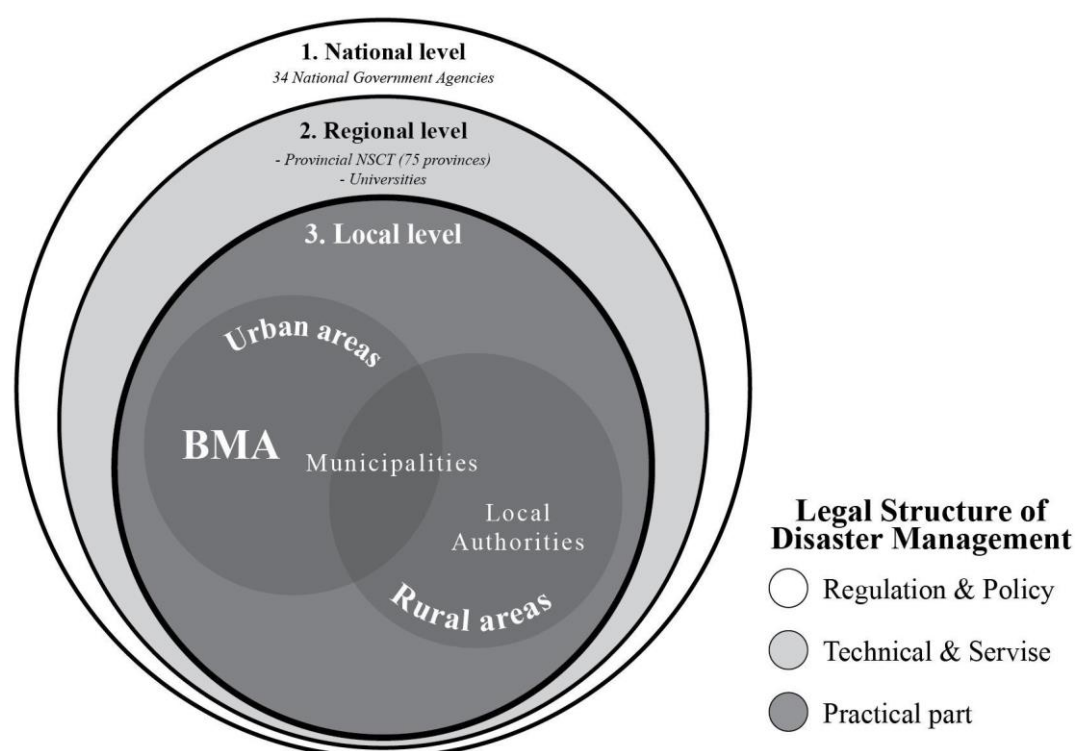 1. National level
34 National Government Agencies
2. Regional level
- Provincial NSCT (75 provinces)
- Universities
3. Local level
Urban areas
BMA
Municipalities
Local
Authorities
Rural areas
Legal Structure of
Disaster Management
Regulation & Policy
Technical & Servise
Practical part